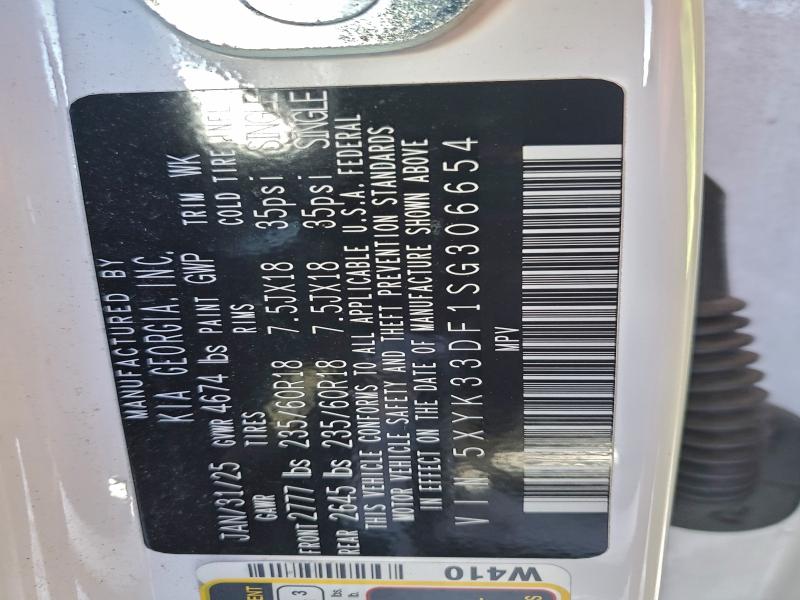 MANUFACTURED BY
KIA GEORGIA, INC.
JAN/31/25 GWWR 4674 lbs PAINT GWP TRIM WK
GAWR TIRES RIMS COLD TIRE
FRONT 2777 lbs 235/60R18 7.5JX18 35psi SINGLE
REAR 2645 lbs 235/60R18 7.5JX18 35psi SINGLE
THIS VEHICLE CONFORMS TO ALL APPLICABLE U.S.A. FEDERAL
MOTOR VEHICLE SAFETY AND THEFT PREVENTION STANDARDS
IN EFFECT ON THE DATE OF MANUFACTURE SHOWN ABOVE
VIN 5XYK33DF1SG306654
MPV
W410
3